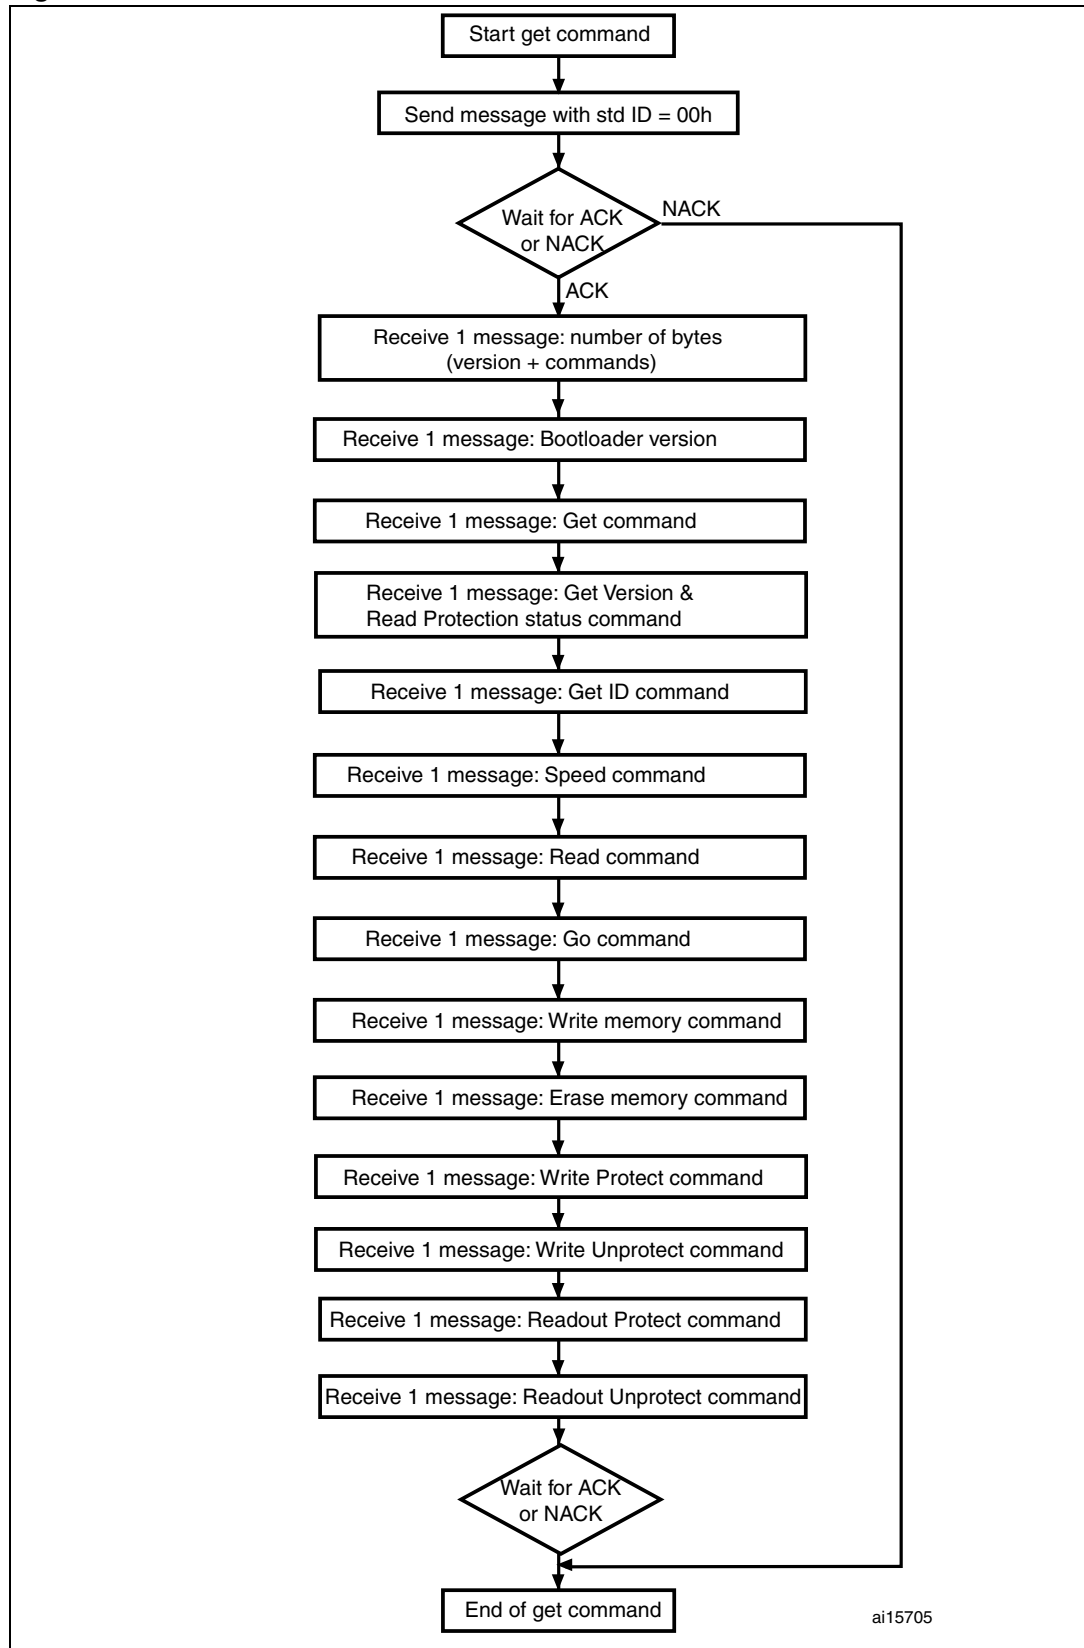 Start get command
Send message with std ID = 00h
Wait for ACK
or NACK
NACK
ACK
Receive 1 message: number of bytes
(version + commands)
Receive 1 message: Bootloader version
Receive 1 message: Get command
Receive 1 message: Get Version &
Read Protection status command
Receive 1 message: Get ID command
Receive 1 message: Speed command
Receive 1 message: Read command
Receive 1 message: Go command
Receive 1 message: Write memory command
Receive 1 message: Erase memory command
Receive 1 message: Write Protect command
Receive 1 message: Write Unprotect command
Receive 1 message: Readout Protect command
Receive 1 message: Readout Unprotect command
Wait for ACK
or NACK
End of get command
ai15705